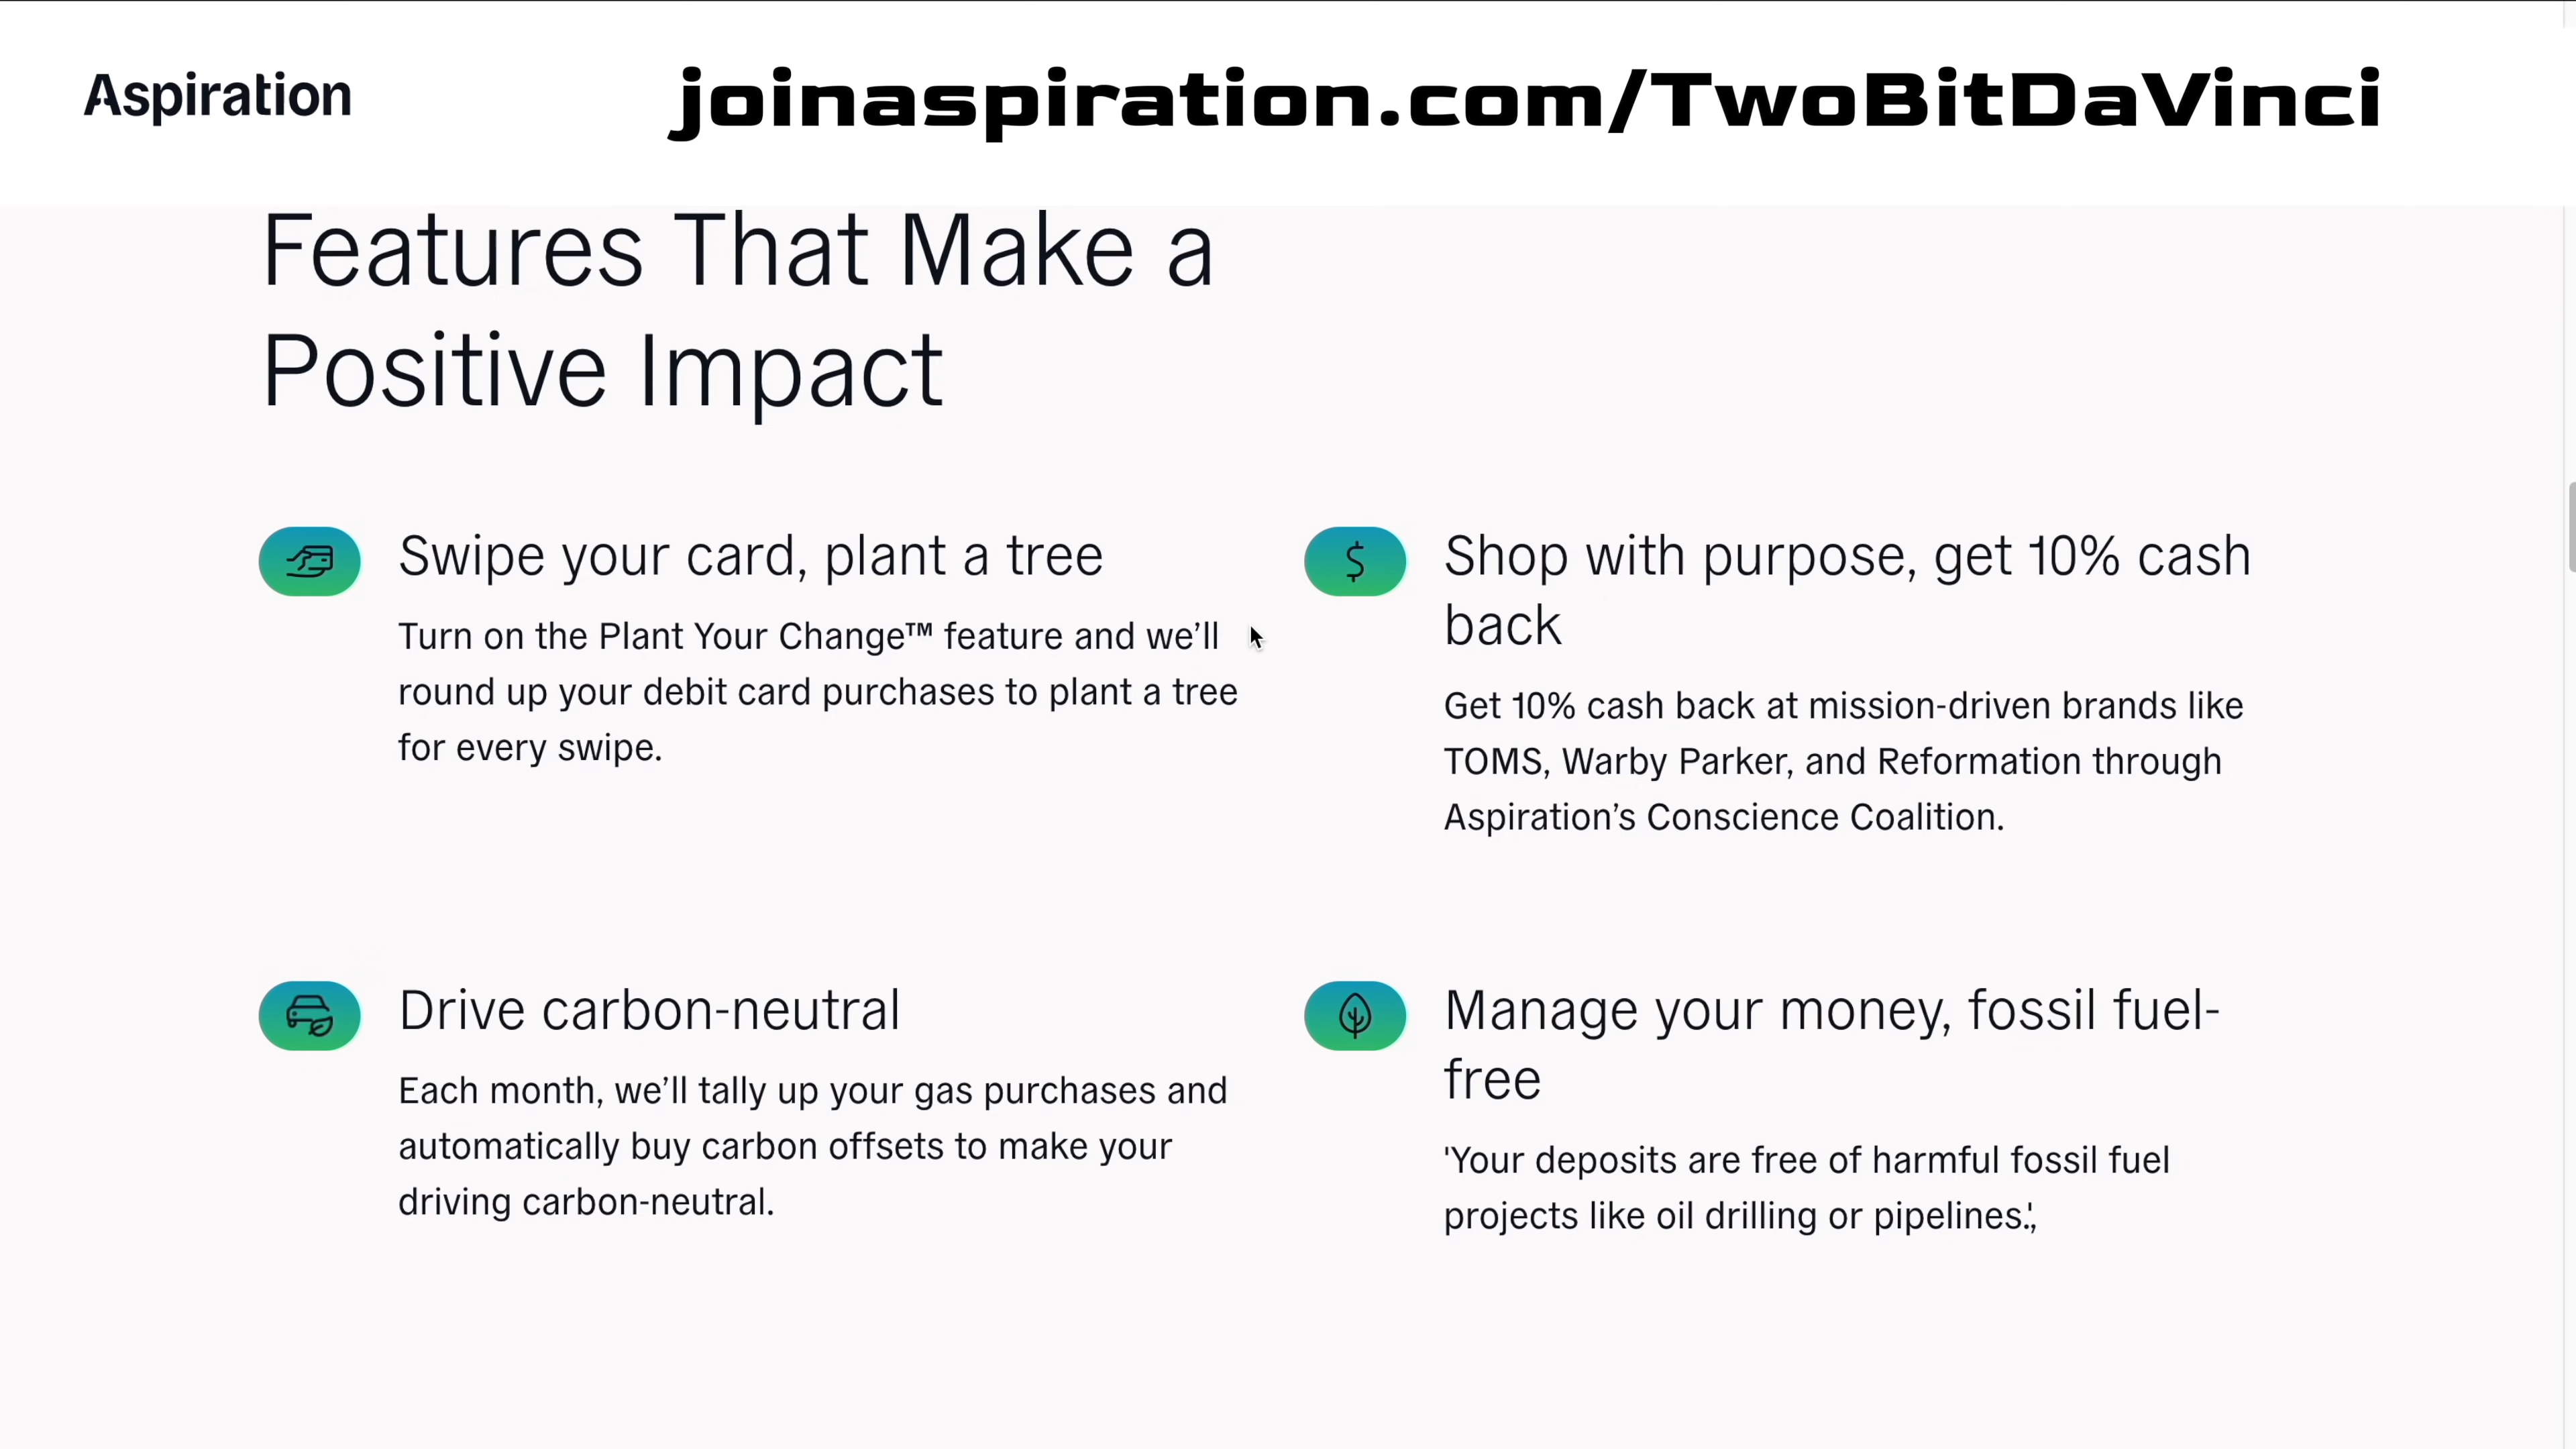 Aspiration
joinaspiration.com/TwoBitDaVinci
Features That Make a
Positive Impact
Swipe your card, plant a tree
Turn on the Plant Your Change™ feature and we’ll
round up your debit card purchases to plant a tree
for every swipe.
$
Shop with purpose, get 10% cash
back
Get 10% cash back at mission-driven brands like
TOMS, Warby Parker, and Reformation through
Aspiration’s Conscience Coalition.
Drive carbon-neutral
Each month, we’ll tally up your gas purchases and
automatically buy carbon offsets to make your
driving carbon-neutral.
Manage your money, fossil fuel-
free
'Your deposits are free of harmful fossil fuel
projects like oil drilling or pipelines.',